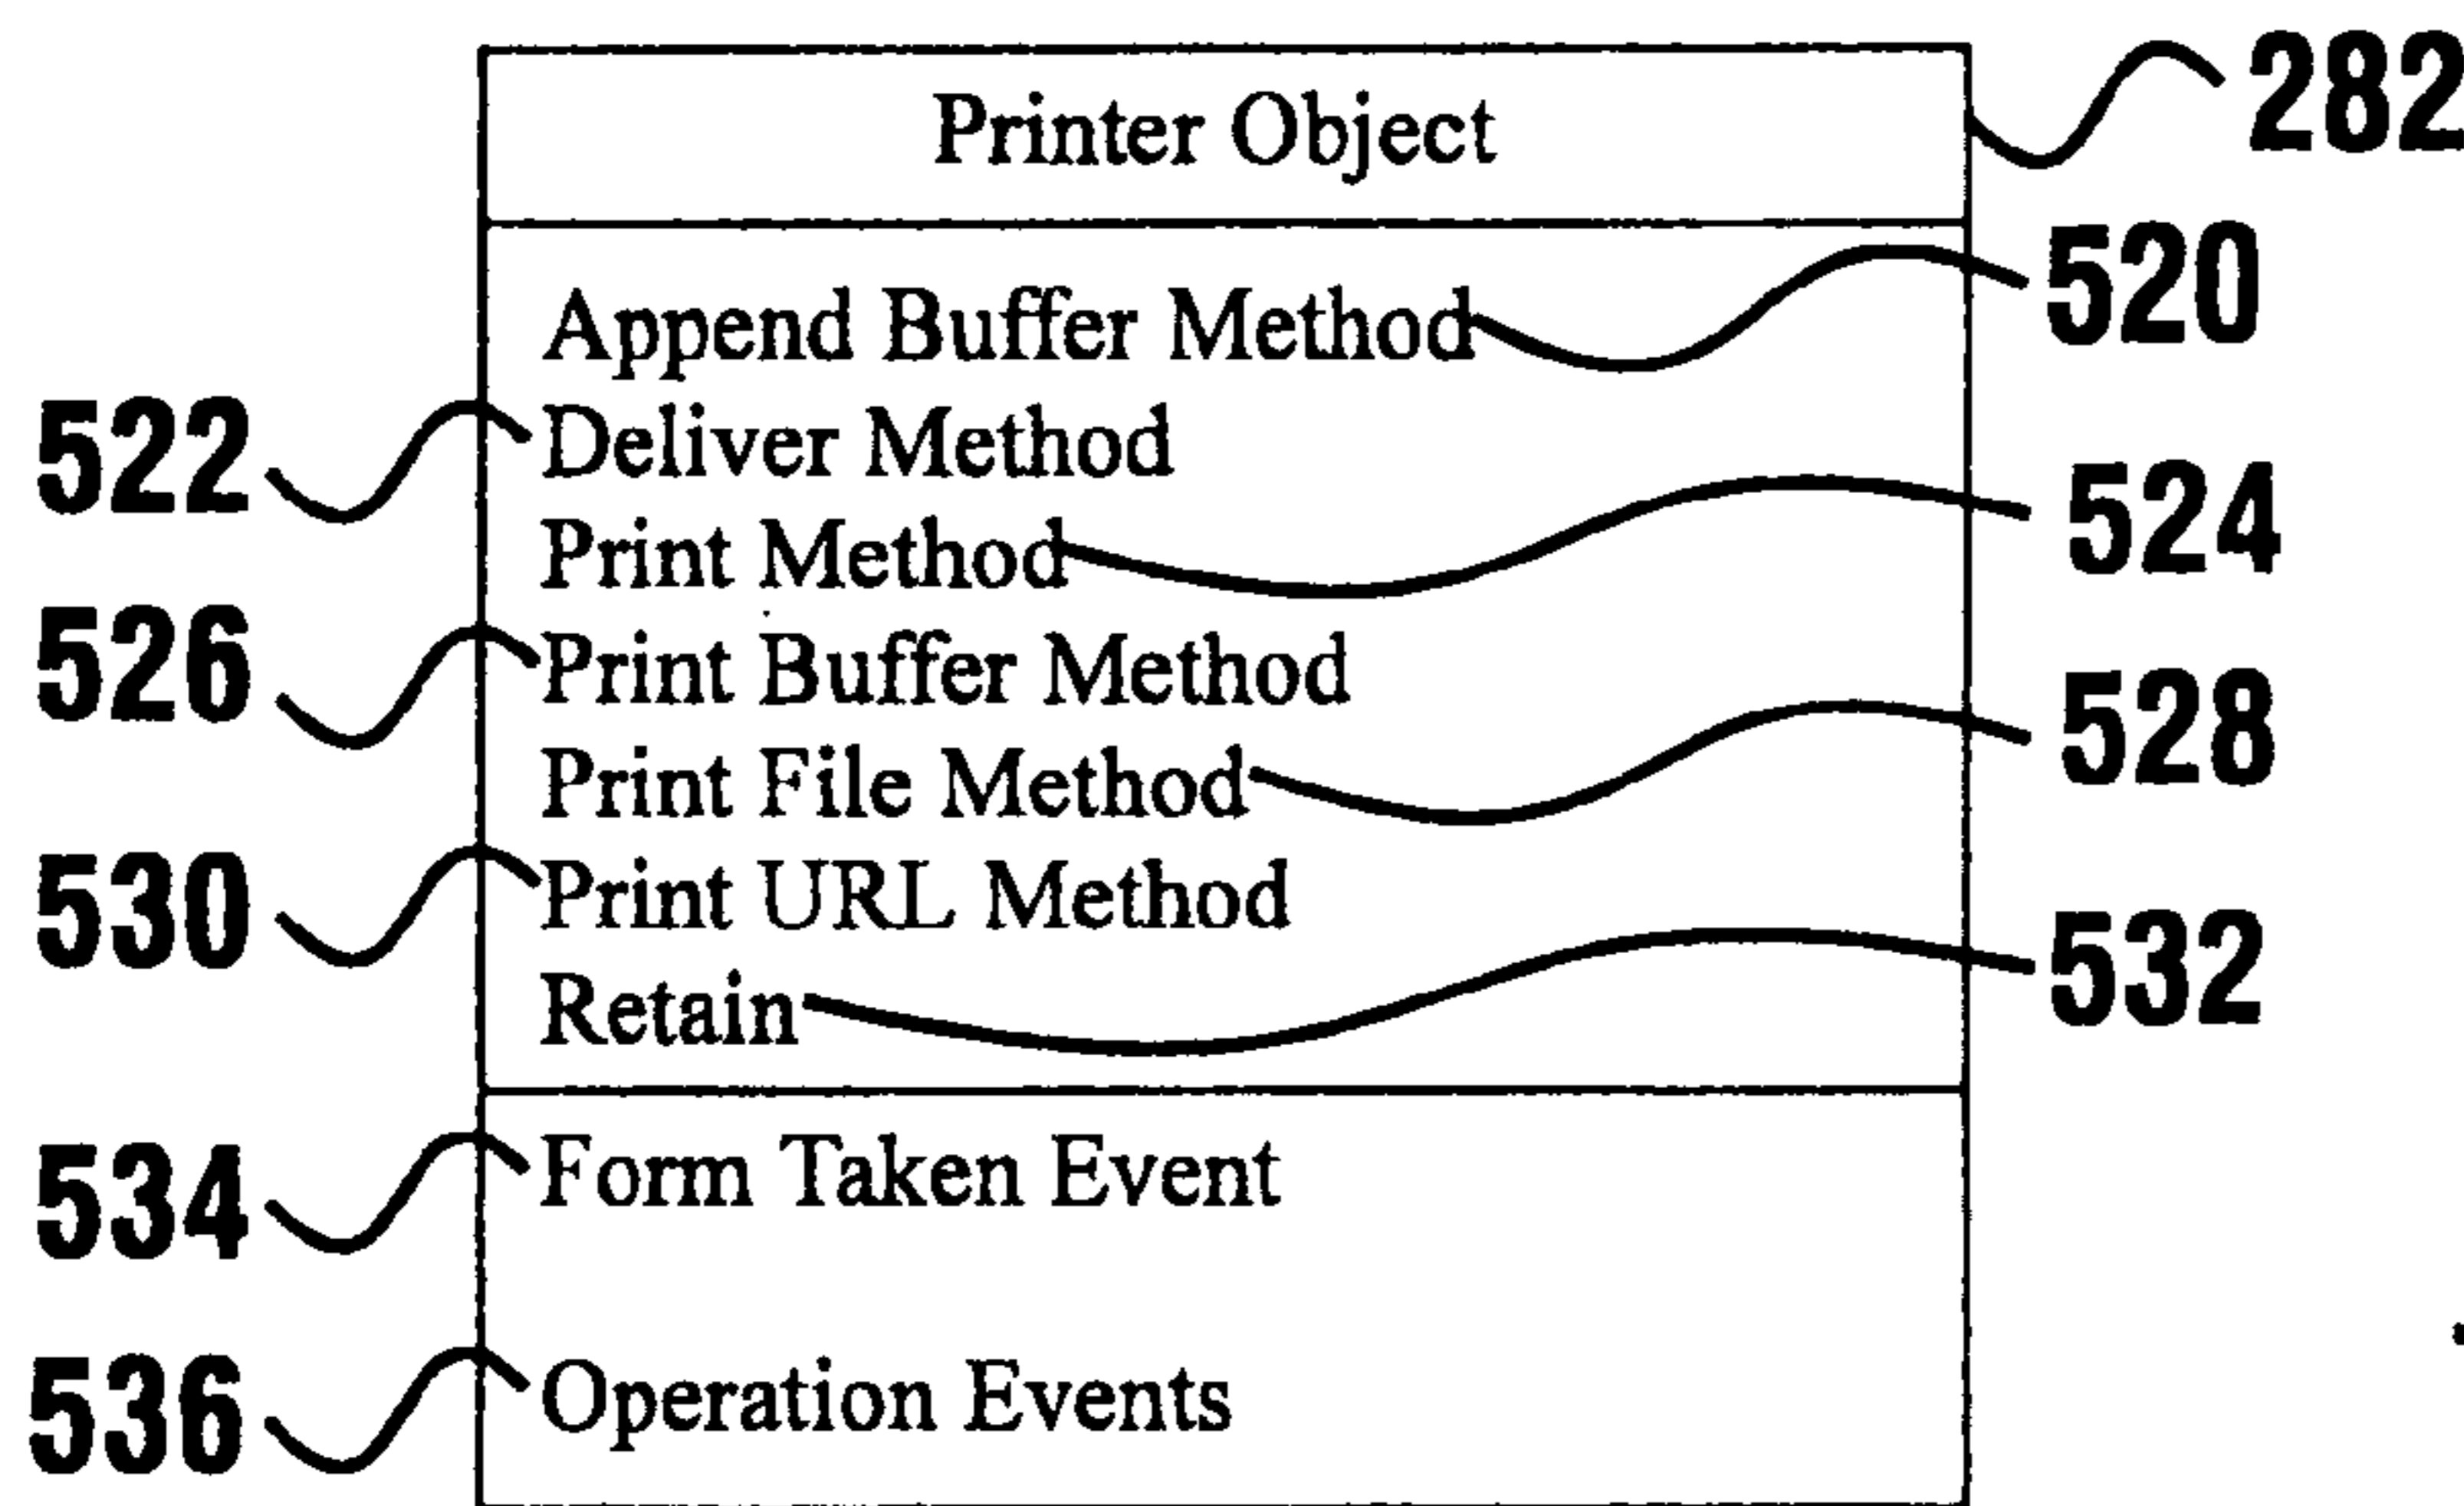 Printer Object 282
Append Buffer Method 520
522 Deliver Method
Print Method 524
526 Print Buffer Method
Print File Method 528
530 Print URL Method
Retain 532
534 Form Taken Event
536 Operation Events